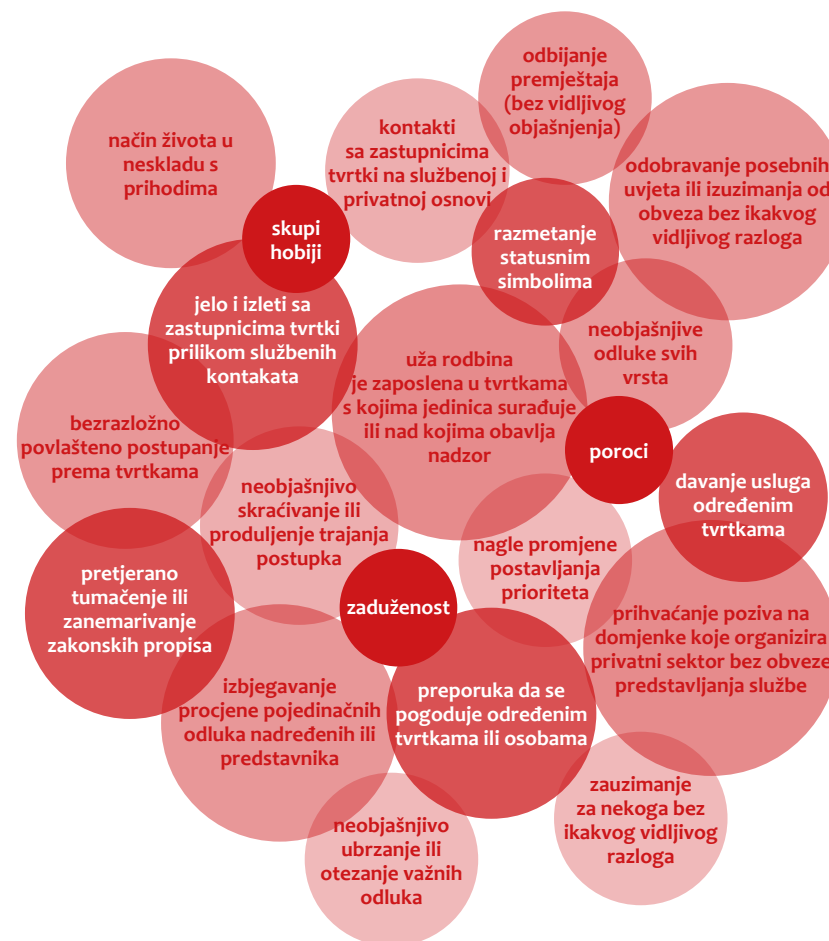 odbijanje
premještaja
(bez vidljivog
objašnjenja)
način života u
neskladu s
prihodima
kontakti
sa zastupnicima
tvrtki na službenoj i
privatnoj osnovi
odobravanje posebnih
uvjeta ili izuzimanja od
obveza bez ikakvog
vidljivog razloga
skupi
hobiji
razmetanje
statusnim
simbolima
jelo i izleti sa
zastupnicima tvrtki
prilikom službenih
kontakata
neobjašnjive
odluke svih
vrsta
uža rodbina
je zaposlena u tvrtkama
s kojima jedinica surađuje
ili nad kojima obavlja
nadzor
bezrazložno
povlašteno postupanje
prema tvrtkama
poroci
davanje usluga
određenim
tvrtkama
neobjašnjivo
skraćivanje ili
produljenje trajanja
postupka
nagle promjene
postavljanja
prioriteta
pretjerano
tumačenje ili
zanemarivanje
zakonskih propisa
zaduženost
prihvaćanje poziva na
domjenke koje organizira
privatni sektor bez obveze
predstavljanja službe
izbjegavanje
procjene pojedinačnih
odluka nadređenih ili
predstavnika
preporuka da se
pogoduje određenim
tvrtkama ili osobama
zauzimanje
za nekoga bez
ikakvog vidljivog
razloga
neobjašnjivo
ubrzanje ili
otezanje važnih
odluka